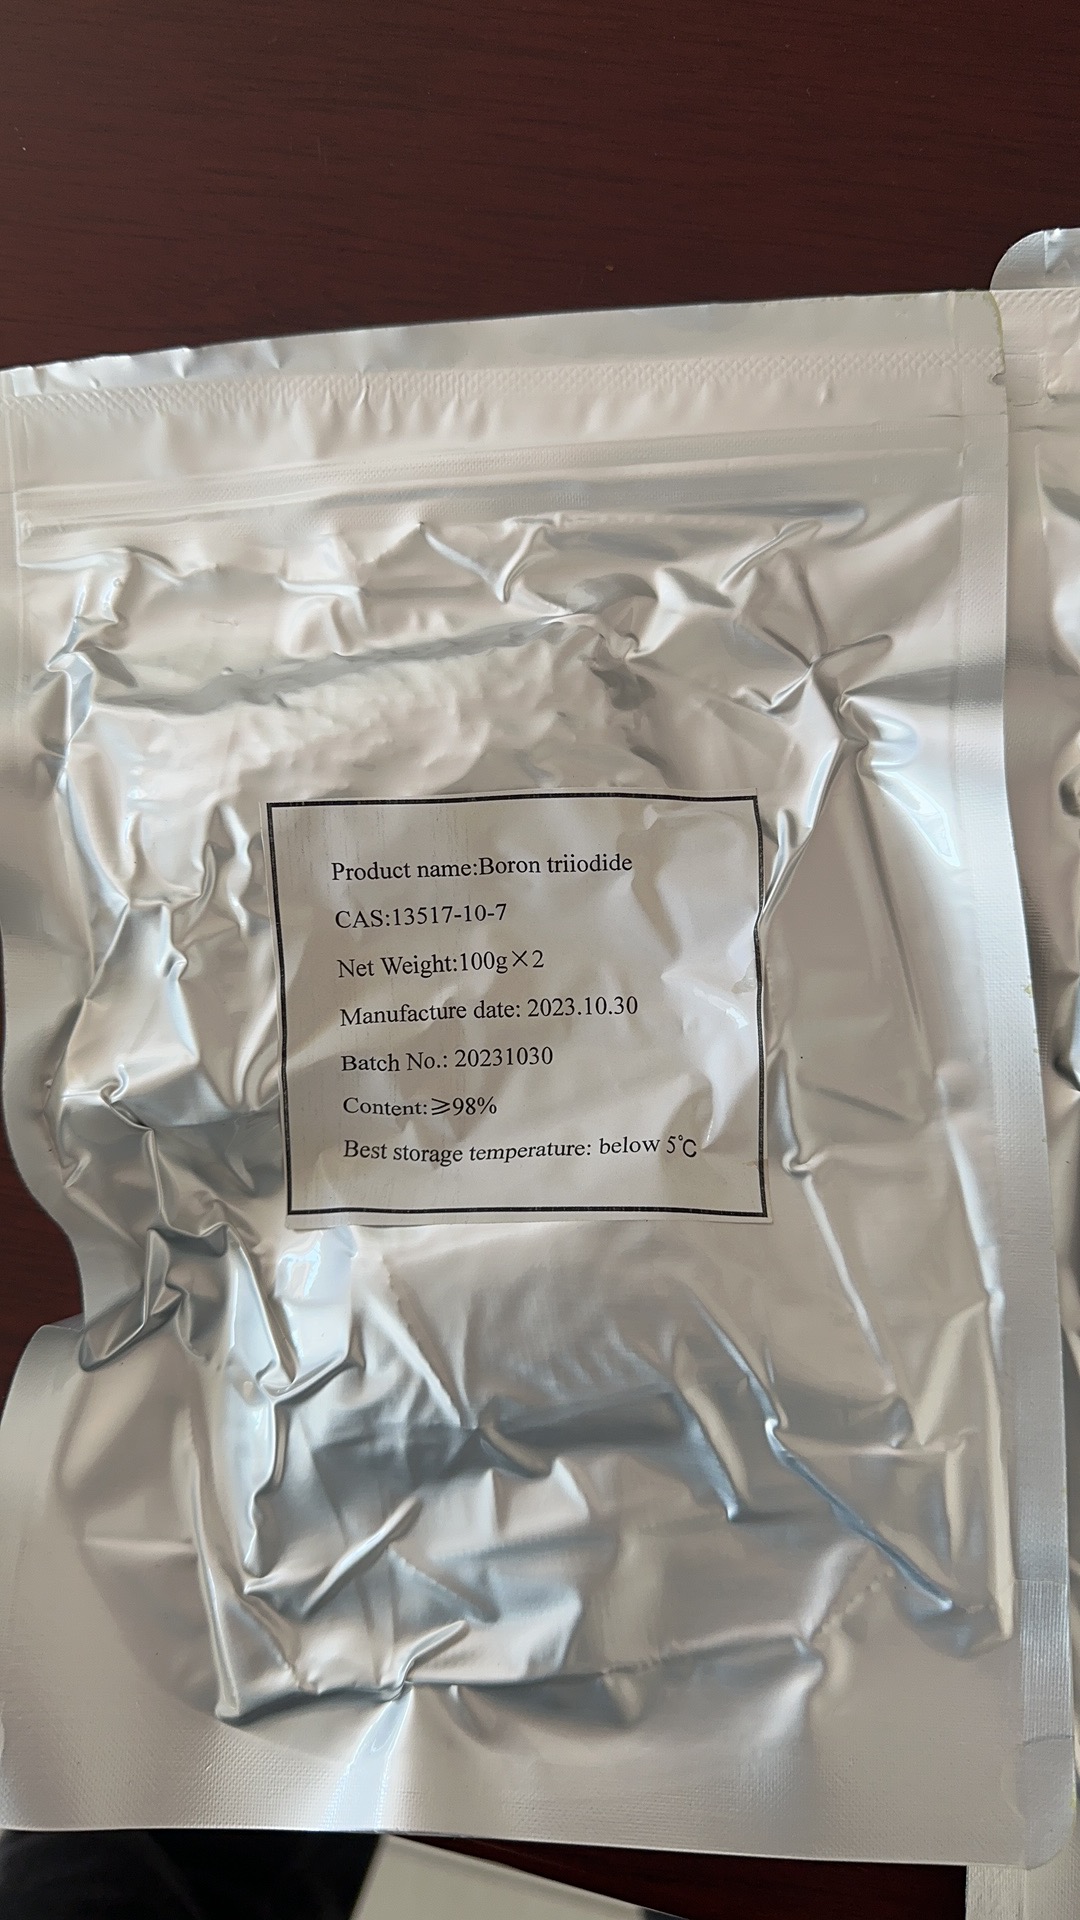 Product name:Boron triiodide
CAS:13517-10-7
Net Weight:100g×2
Manufacture date: 2023.10.30
Batch No.: 20231030
Content:≥98%
Best storage temperature: below 5℃